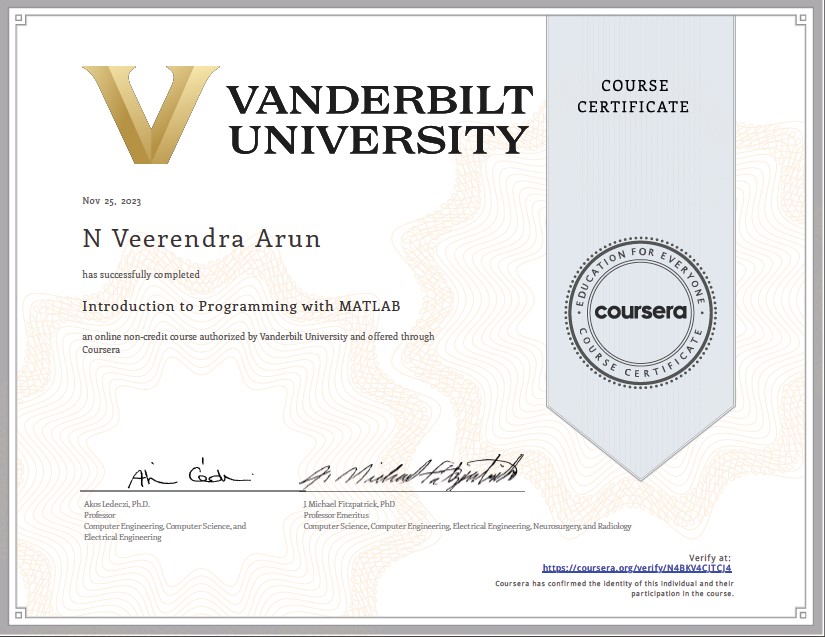 VANDERBILT
UNIVERSITY
COURSE
CERTIFICATE
Nov 25, 2023
N Veerendra Arun
has successfully completed
Introduction to Programming with MATLAB
an online non-credit course authorized by Vanderbilt University and offered through
Coursera
EDUCATION FOR EVERYONE
coursera
COURSE CERTIFICATE
Akos Ledeczi, Ph.D.
Professor
Computer Engineering, Computer Science, and
Electrical Engineering
J. Michael Fitzpatrick, PhD
Professor Emeritus
Computer Science, Computer Engineering, Electrical Engineering, Neurosurgery, and Radiology
Verify at:
https://coursera.org/verify/N4BKV4CJTCJ4
Coursera has confirmed the identity of this individual and their
participation in the course.